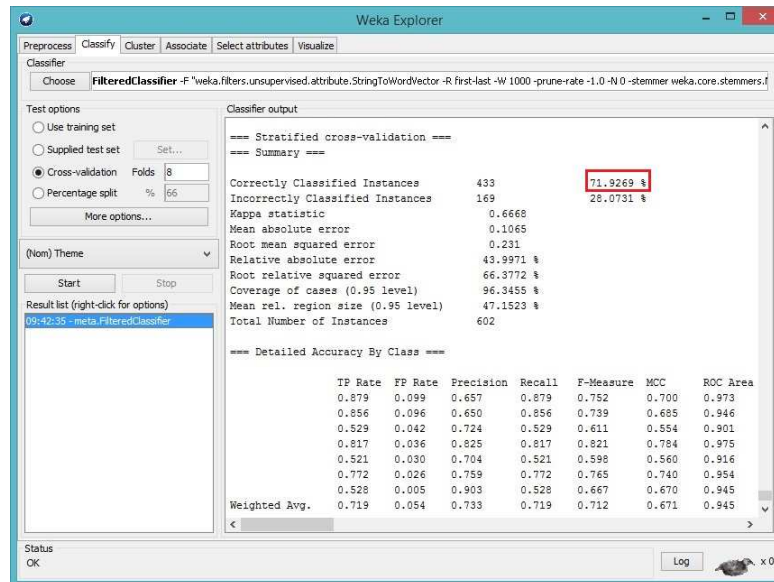 Weka Explorer
Preprocess Classify Cluster Associate Select attributes Visualize
Classifier
Choose FilteredClassifier -F "weka.filters.unsupervised.attribute.StringToWordVector -R first-last -W 1000 -prune-rate -1.0 -N 0 -stemmer weka.core.stemmers.
Test options
Use training set
Supplied test set Set...
Cross-validation Folds 8
Percentage split % 66
More options...
(Nom) Theme
Start Stop
Result list (right-click for options)
09:42:35 - meta.FilteredClassifier
Classifier output
=== Stratified cross-validation ===
=== Summary ===
Correctly Classified Instances 433 71.9269 %
Incorrectly Classified Instances 169 28.0731 %
Kappa statistic 0.6668
Mean absolute error 0.1065
Root mean squared error 0.231
Relative absolute error 43.9971 %
Root relative squared error 66.3772 %
Coverage of cases (0.95 level) 96.3455 %
Mean rel. region size (0.95 level) 47.1523 %
Total Number of Instances 602
=== Detailed Accuracy By Class ===
TP Rate FP Rate Precision Recall F-Measure MCC ROC Area
0.879 0.099 0.657 0.879 0.752 0.700 0.973
0.856 0.096 0.650 0.856 0.739 0.685 0.946
0.529 0.042 0.724 0.529 0.611 0.554 0.901
0.817 0.036 0.825 0.817 0.821 0.784 0.975
0.521 0.030 0.704 0.521 0.598 0.560 0.916
0.772 0.026 0.759 0.772 0.765 0.740 0.954
0.528 0.005 0.903 0.528 0.667 0.670 0.945
Weighted Avg. 0.719 0.054 0.733 0.719 0.712 0.671 0.945
Status
OK
Log
x 0